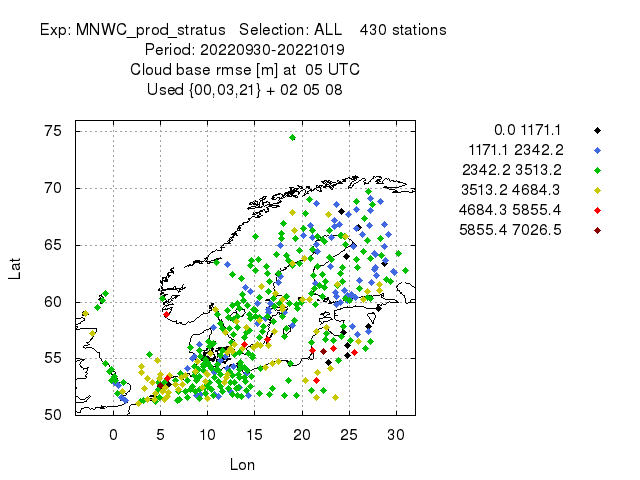 Exp: MNWC_prod_stratus   Selection: ALL    430 stations
Period: 20220930-20221019
Cloud base rmse [m] at  05 UTC
Used {00,03,21} + 02 05 08
0.0 1171.1
1171.1 2342.2
2342.2 3513.2
3513.2 4684.3
4684.3 5855.4
5855.4 7026.5
75
70
65
60
55
50
Lat
0 5 10 15 20 25 30
Lon